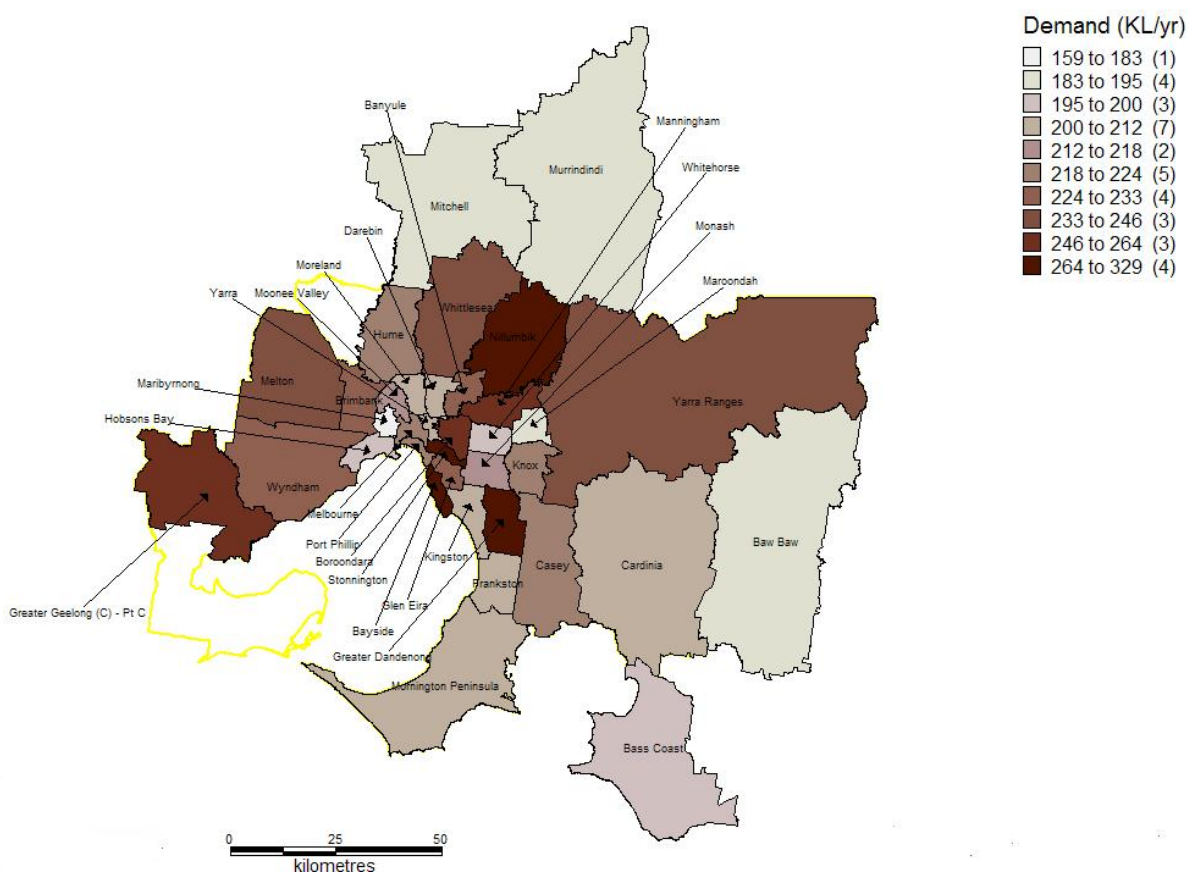 Demand (KL/yr)
159 to 183 (1)
183 to 195 (4)
195 to 200 (3)
200 to 212 (7)
212 to 218 (2)
218 to 224 (5)
224 to 233 (4)
233 to 246 (3)
246 to 264 (3)
264 to 329 (4)
Banyule
Manningham
Murrindindi
Whitehorse
Mitchell
Darebin
Monash
Moreland
Maroondah
Yarra
Moonee Valley
Whittlesea
Hume
Nillumbik
Melton
Maribyrnong
Brimbank
Yarra Ranges
Hobsons Bay
Knox
Wyndham
Melbourne
Port Phillip
Boroondara
Kingston
Stonnington
Frankston
Casey
Cardinia
Baw Baw
Glen Eira
Greater Geelong (C) - Pt C
Bayside
Greater Dandenong
Mornington Peninsula
Bass Coast
0 25 50
kilometres